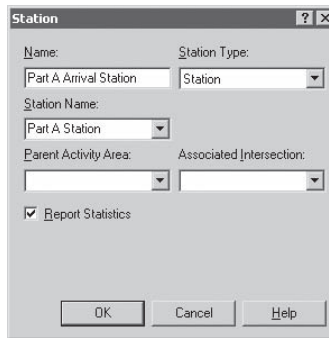 Station
Name: Station Type:
Part A Arrival Station Station
Station Name:
Part A Station
Parent Activity Area: Associated Intersection:
Report Statistics
OK Cancel Help